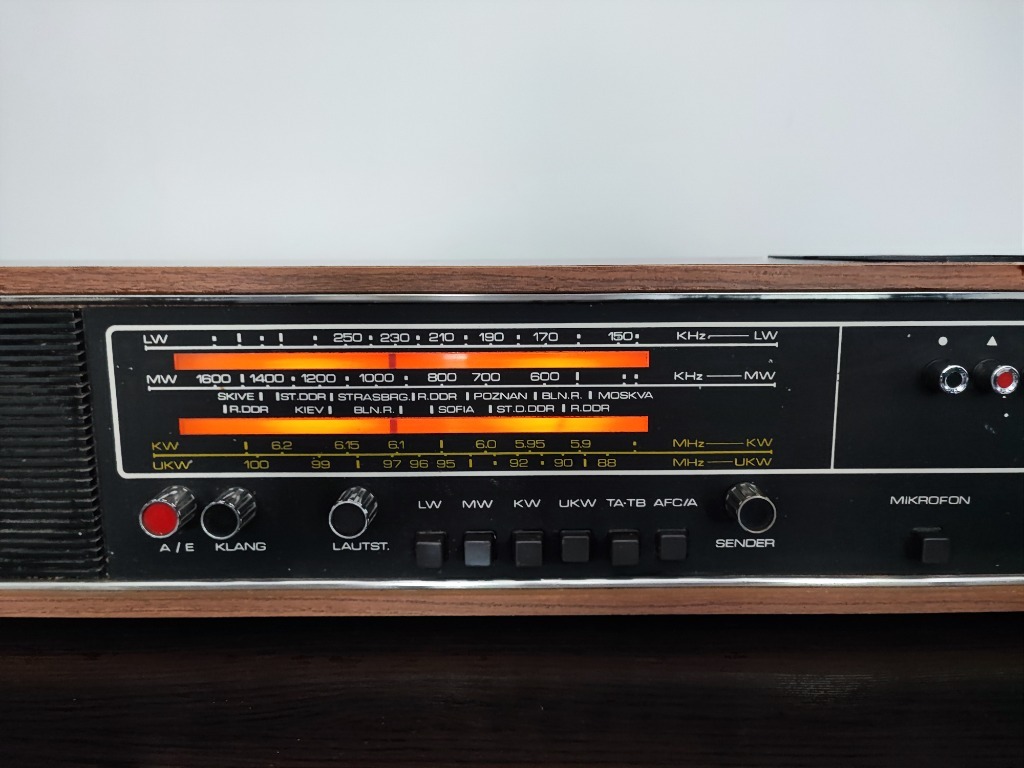 LW 250 230 210 190 170 150 KHz LW
MW 1600 1400 1200 1000 800 700 600 KHz MW
SKIVE ST.DDR STRASBRG. R.DDR POZNAN BLN.R. MOSKVA
R.DDR KIEV BLN.R. SOFIA ST.D.DDR R.DDR
KW 6.2 6.15 6.1 6.0 5.95 5.9 MHz KW
UKW 100 99 97 96 95 92 90 88 MHz UKW
LW MW KW UKW TA·TB AFC/A MIKROFON
A/E KLANG LAUTST. SENDER